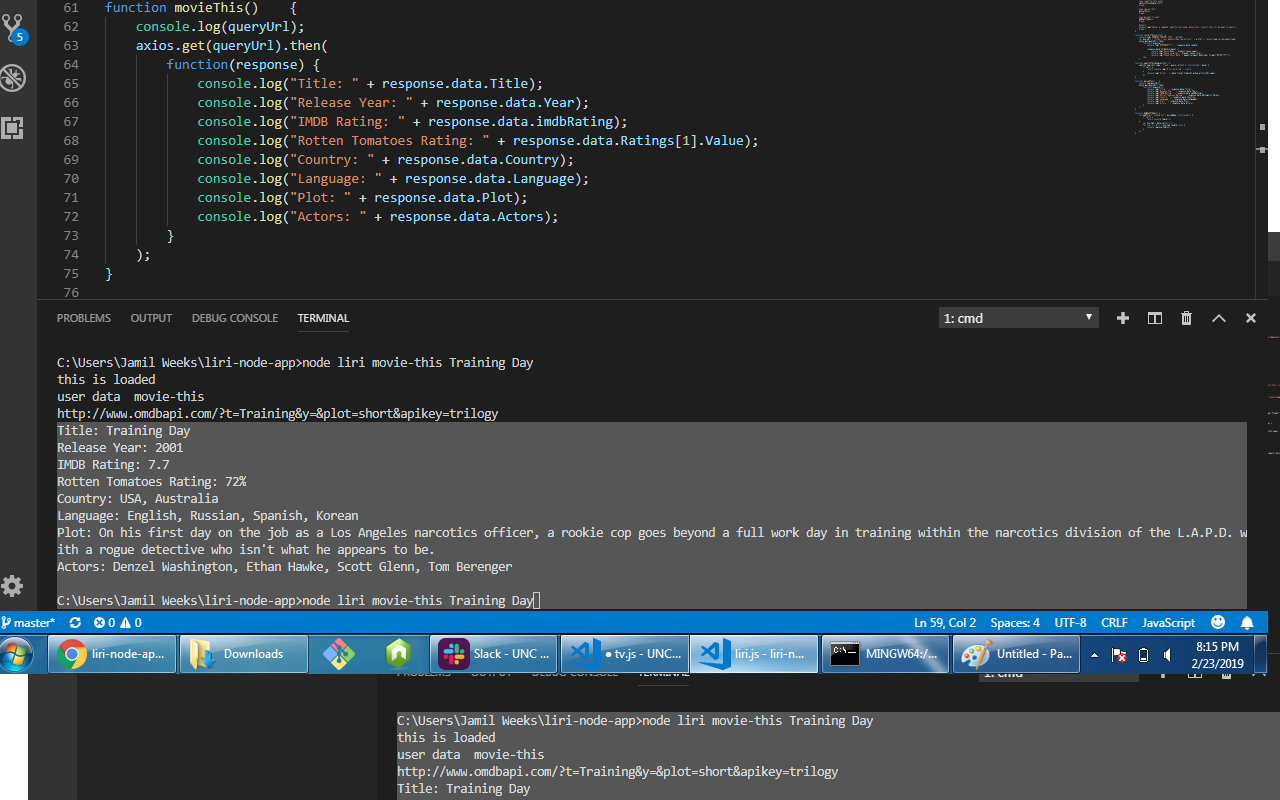 61 function movieThis()    {
62 console.log(queryUrl);
63 axios.get(queryUrl).then(
64 function(response) {
65 console.log("Title: " + response.data.Title);
66 console.log("Release Year: " + response.data.Year);
67 console.log("IMDB Rating: " + response.data.imdbRating);
68 console.log("Rotten Tomatoes Rating: " + response.data.Ratings[1].Value);
69 console.log("Country: " + response.data.Country);
70 console.log("Language: " + response.data.Language);
71 console.log("Plot: " + response.data.Plot);
72 console.log("Actors: " + response.data.Actors);
73 }
74 );
75 }
76
5
PROBLEMS OUTPUT DEBUG CONSOLE TERMINAL 1: cmd
C:\Users\Jamil Weeks\liri-node-app>node liri movie-this Training Day
this is loaded
user data  movie-this
http://www.omdbapi.com/?t=Training&y=&plot=short&apikey=trilogy
Title: Training Day
Release Year: 2001
IMDB Rating: 7.7
Rotten Tomatoes Rating: 72%
Country: USA, Australia
Language: English, Russian, Spanish, Korean
Plot: On his first day on the job as a Los Angeles narcotics officer, a rookie cop goes beyond a full work day in training within the narcotics division of the L.A.P.D. w
ith a rogue detective who isn't what he appears to be.
Actors: Denzel Washington, Ethan Hawke, Scott Glenn, Tom Berenger
C:\Users\Jamil Weeks\liri-node-app>node liri movie-this Training Day
master* 0 0 Ln 59, Col 2 Spaces: 4 UTF-8 CRLF JavaScript
liri-node-ap... Downloads Slack - UNC ... • tv.js - UNC... liri.js - liri-n... MINGW64:/... Untitled - Pa... 8:15 PM
2/23/2019
PROBLEMS OUTPUT DEBUG CONSOLE TERMINAL 1: cmd
C:\Users\Jamil Weeks\liri-node-app>node liri movie-this Training Day
this is loaded
user data  movie-this
http://www.omdbapi.com/?t=Training&y=&plot=short&apikey=trilogy
Title: Training Day